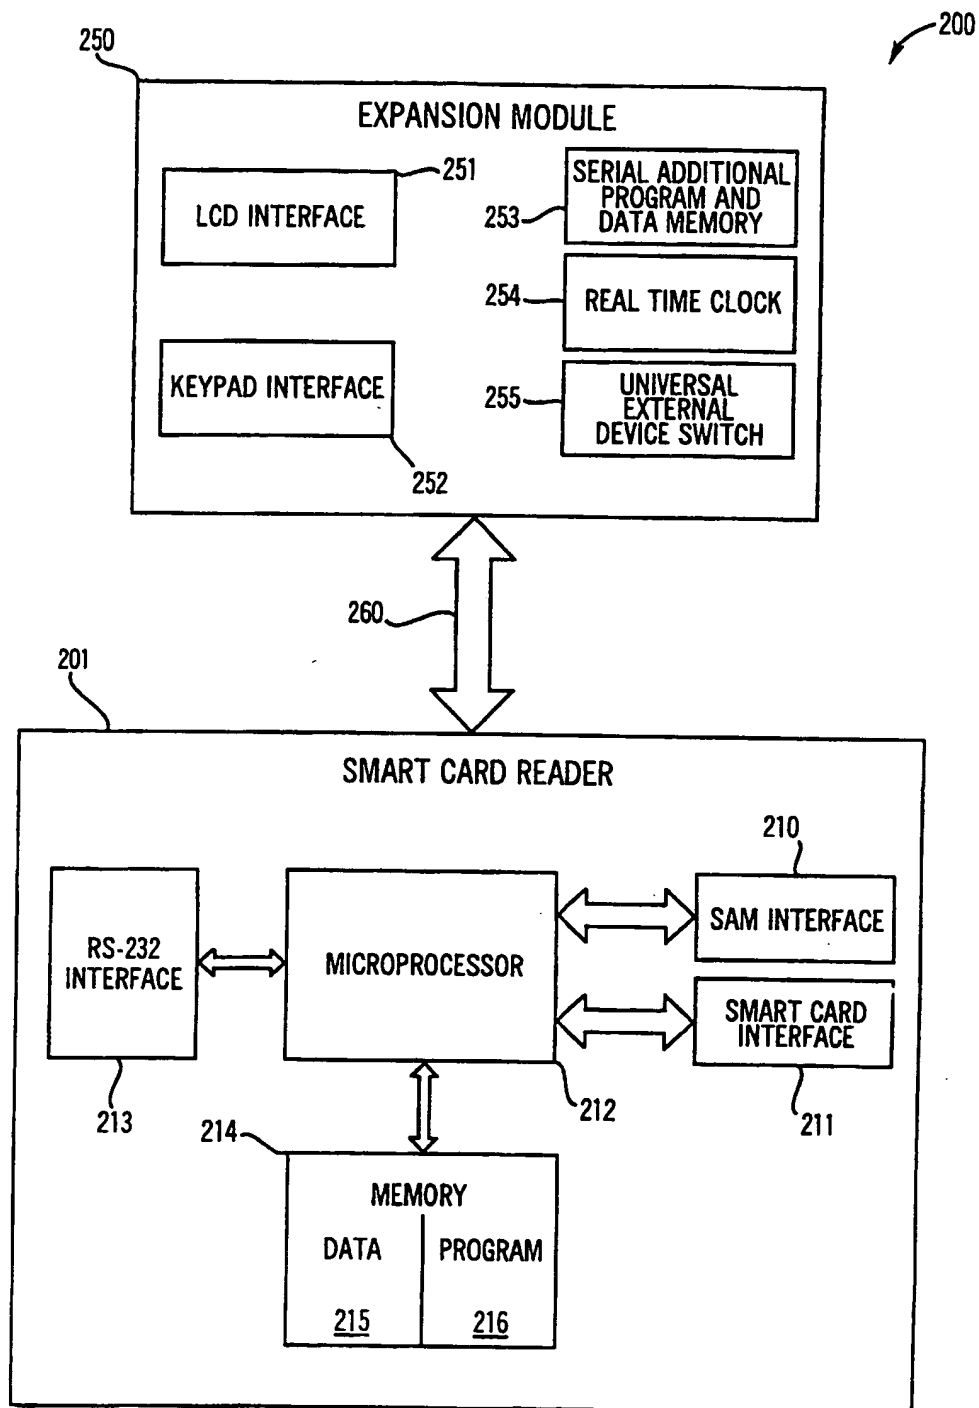 200
250
EXPANSION MODULE
251
LCD INTERFACE
253
SERIAL ADDITIONAL
PROGRAM AND
DATA MEMORY
254
REAL TIME CLOCK
KEYPAD INTERFACE
252
255
UNIVERSAL
EXTERNAL
DEVICE SWITCH
260
201
SMART CARD READER
210
RS-232
INTERFACE
213
MICROPROCESSOR
212
SAM INTERFACE
SMART CARD
INTERFACE
211
214
MEMORY
DATA
PROGRAM
215
216